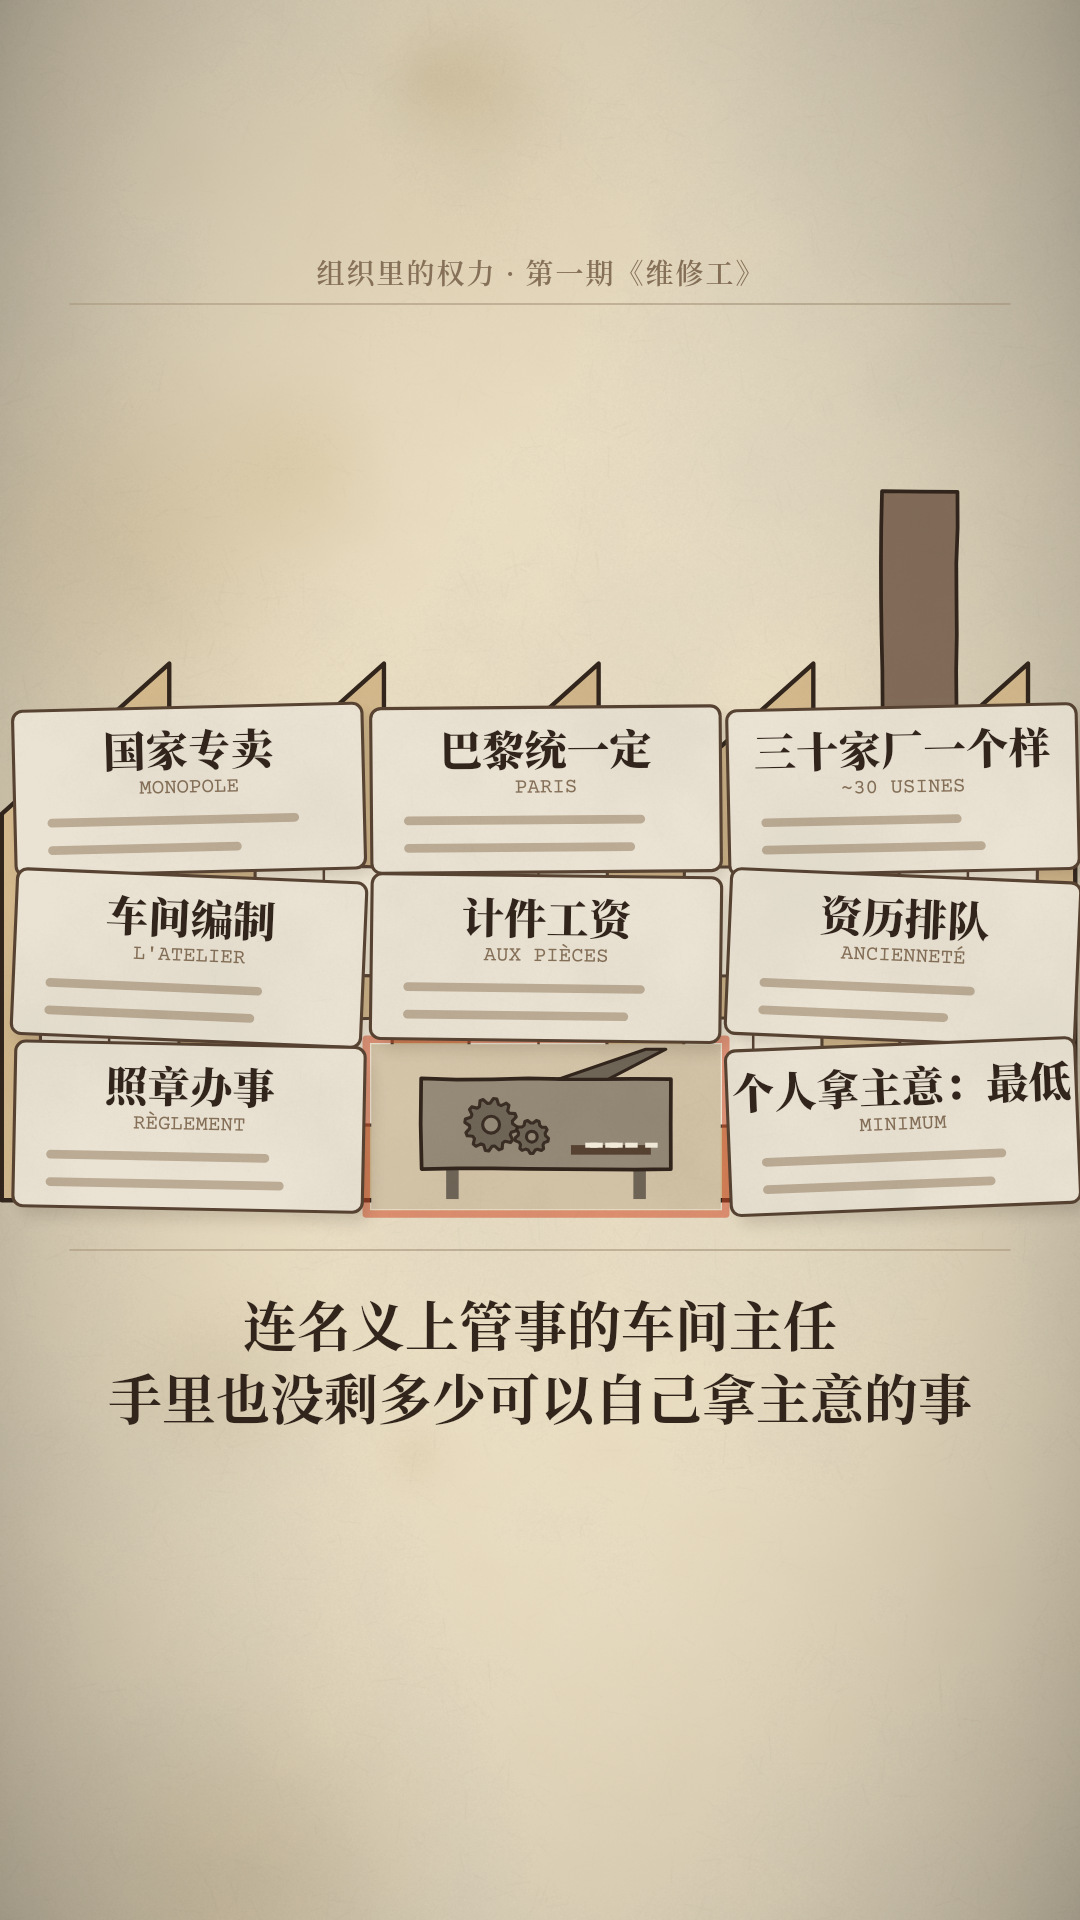 组织里的权力 · 第一期《维修工》
国家专卖
MONOPOLE
巴黎统一定
PARIS
三十家厂一个样
~30 USINES
车间编制
L'ATELIER
计件工资
AUX PIÈCES
资历排队
ANCIENNETÉ
照章办事
RÈGLEMENT
个人拿主意：最低
MINIMUM
连名义上管事的车间主任
手里也没剩多少可以自己拿主意的事